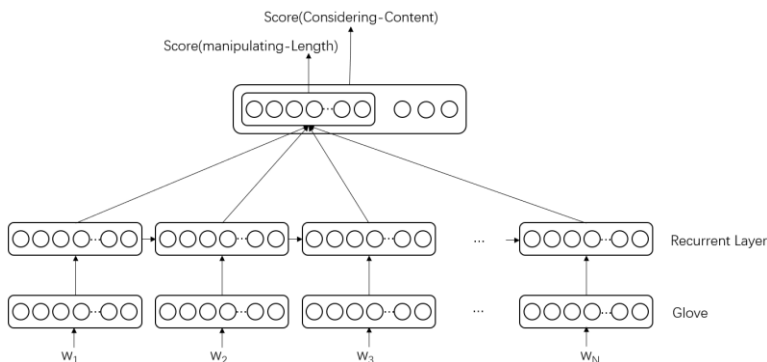 Score(Considering-Content)
Score(manipulating-Length)
...
...
Recurrent Layer
...
Glove
w1 w2 w3 wN